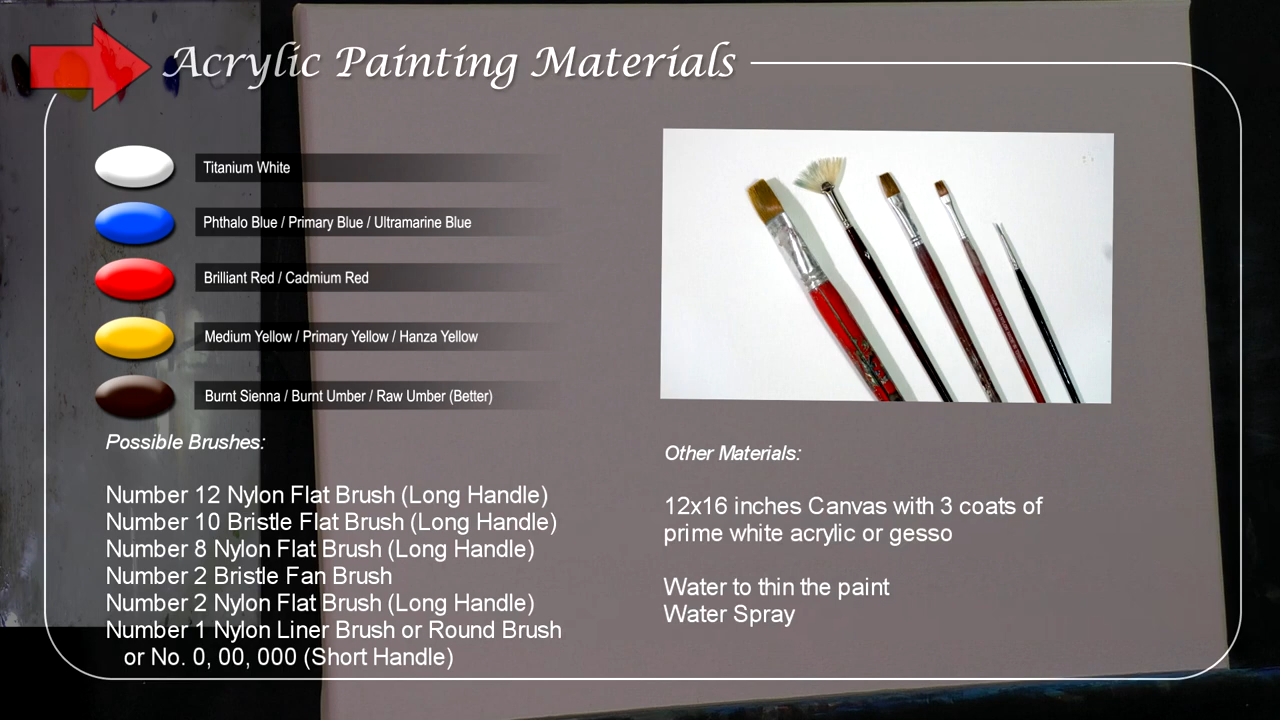 Acrylic Painting Materials
Titanium White
Phthalo Blue / Primary Blue / Ultramarine Blue
Brilliant Red / Cadmium Red
Medium Yellow / Primary Yellow / Hanza Yellow
Burnt Sienna / Burnt Umber / Raw Umber (Better)
Possible Brushes:
Number 12 Nylon Flat Brush (Long Handle)
Number 10 Bristle Flat Brush (Long Handle)
Number 8 Nylon Flat Brush (Long Handle)
Number 2 Bristle Fan Brush
Number 2 Nylon Flat Brush (Long Handle)
Number 1 Nylon Liner Brush or Round Brush
or No. 0, 00, 000 (Short Handle)
Other Materials:
12x16 inches Canvas with 3 coats of
prime white acrylic or gesso
Water to thin the paint
Water Spray